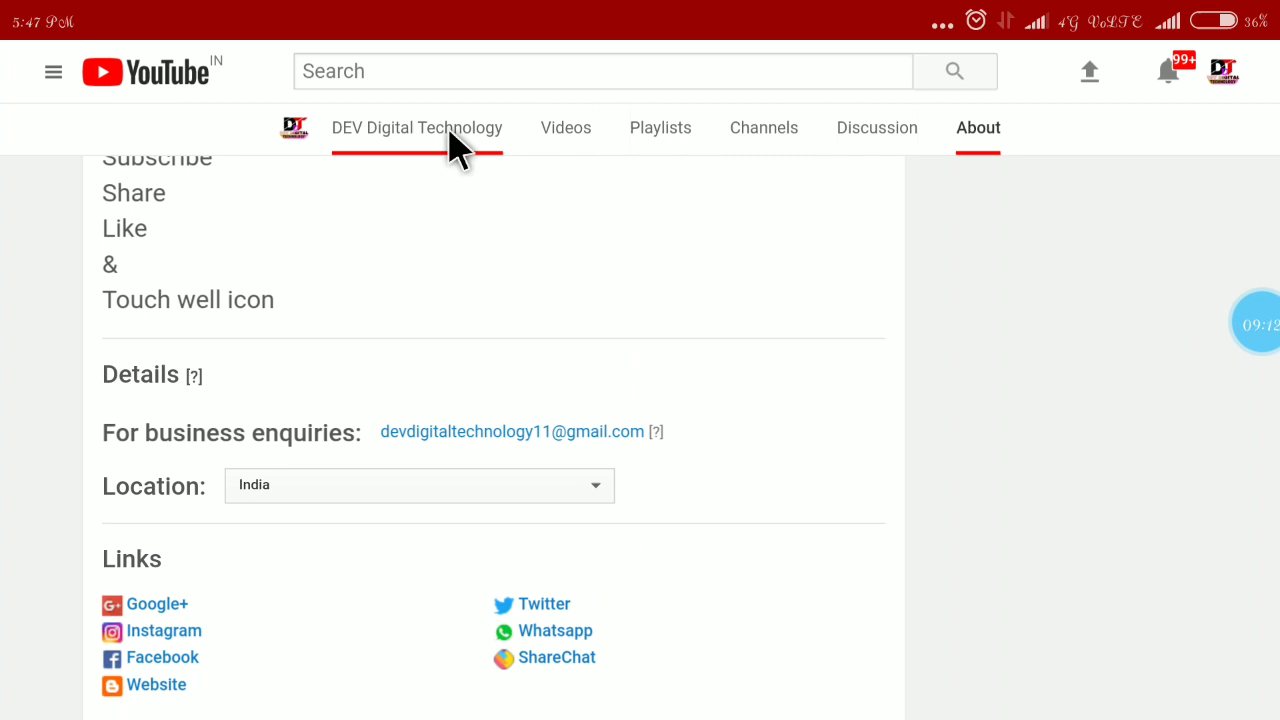 5:47 PM ... 4G VoLTE 36%
YouTube IN Search 99+ DT
DT DEV Digital Technology Videos Playlists Channels Discussion About
Subscribe
Share
Like
&
Touch well icon
Details [?]
For business enquiries: devdigitaltechnology11@gmail.com [?]
Location: India
09:12
Links
G+ Google+ Twitter
Instagram Whatsapp
Facebook ShareChat
Website